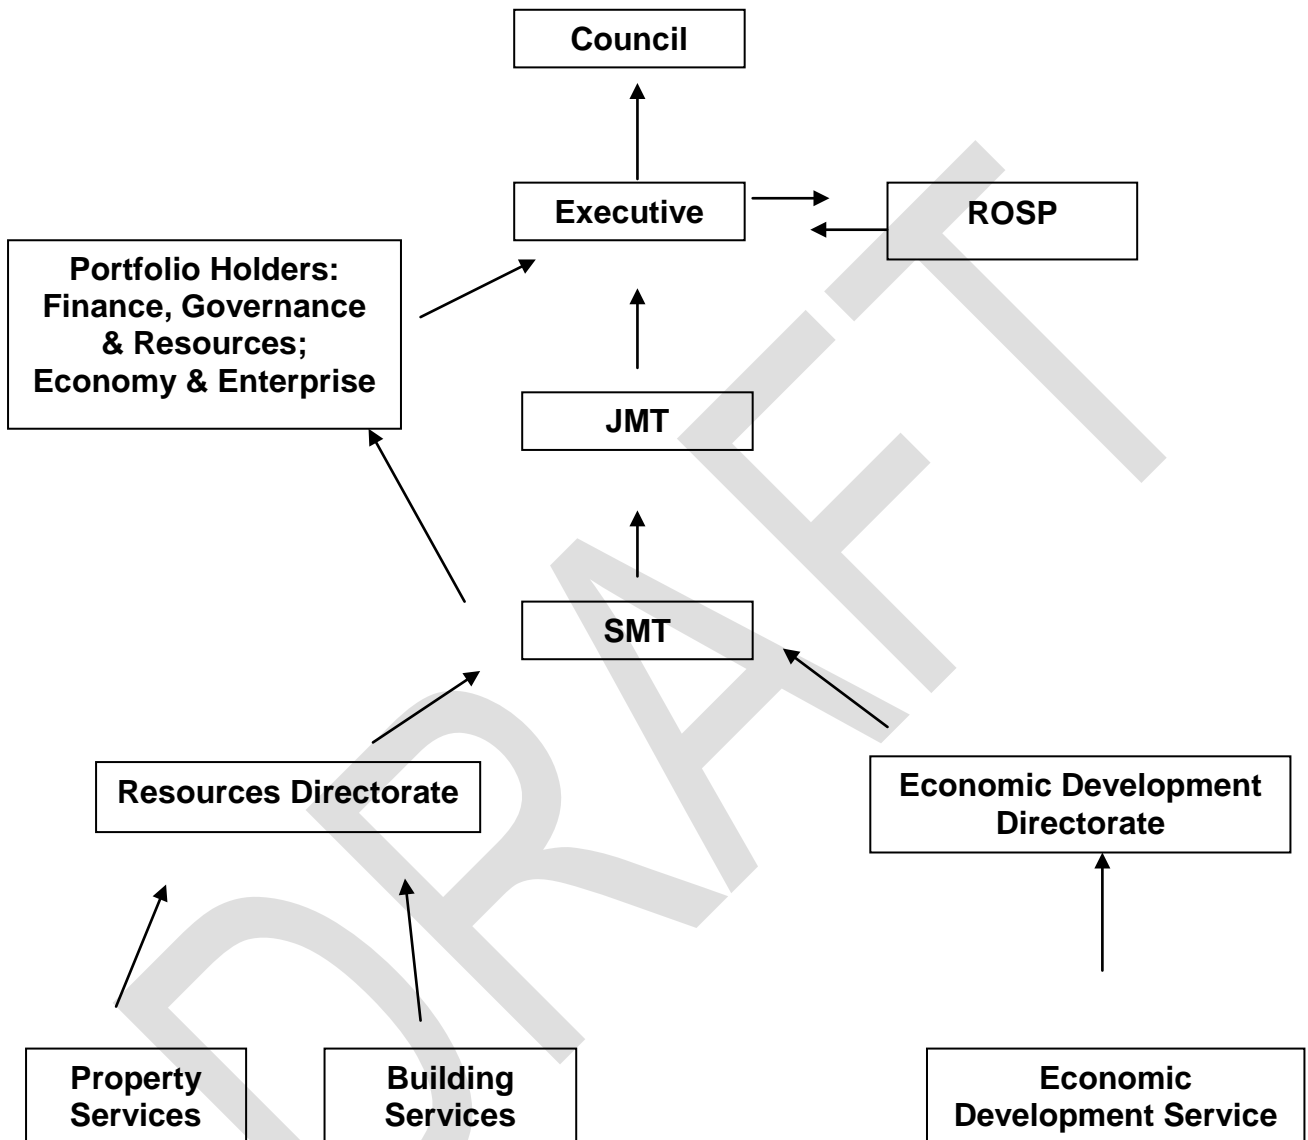 Council
Executive
ROSP
Portfolio Holders:
Finance, Governance
& Resources;
Economy & Enterprise
JMT
SMT
Resources Directorate
Economic Development
Directorate
Property
Services
Building
Services
Economic
Development Service
DRAFT